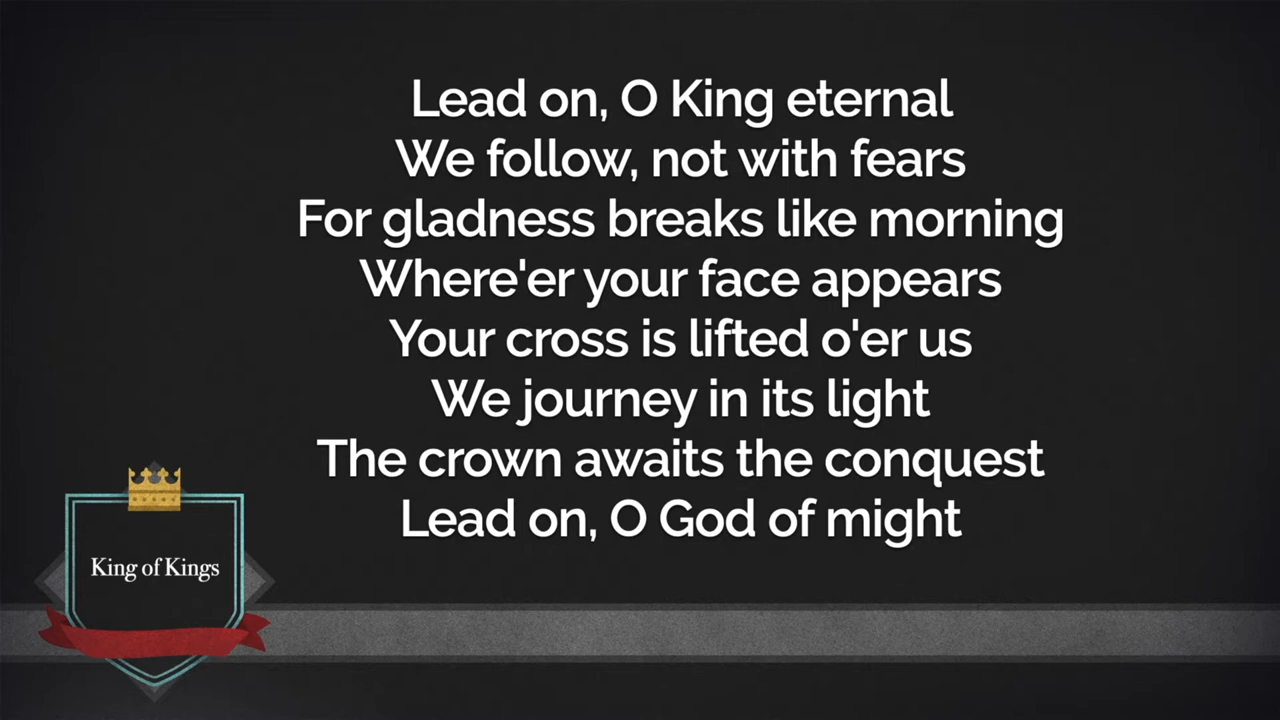 Lead on, O King eternal
We follow, not with fears
For gladness breaks like morning
Where'er your face appears
Your cross is lifted o'er us
We journey in its light
The crown awaits the conquest
Lead on, O God of might
King of Kings